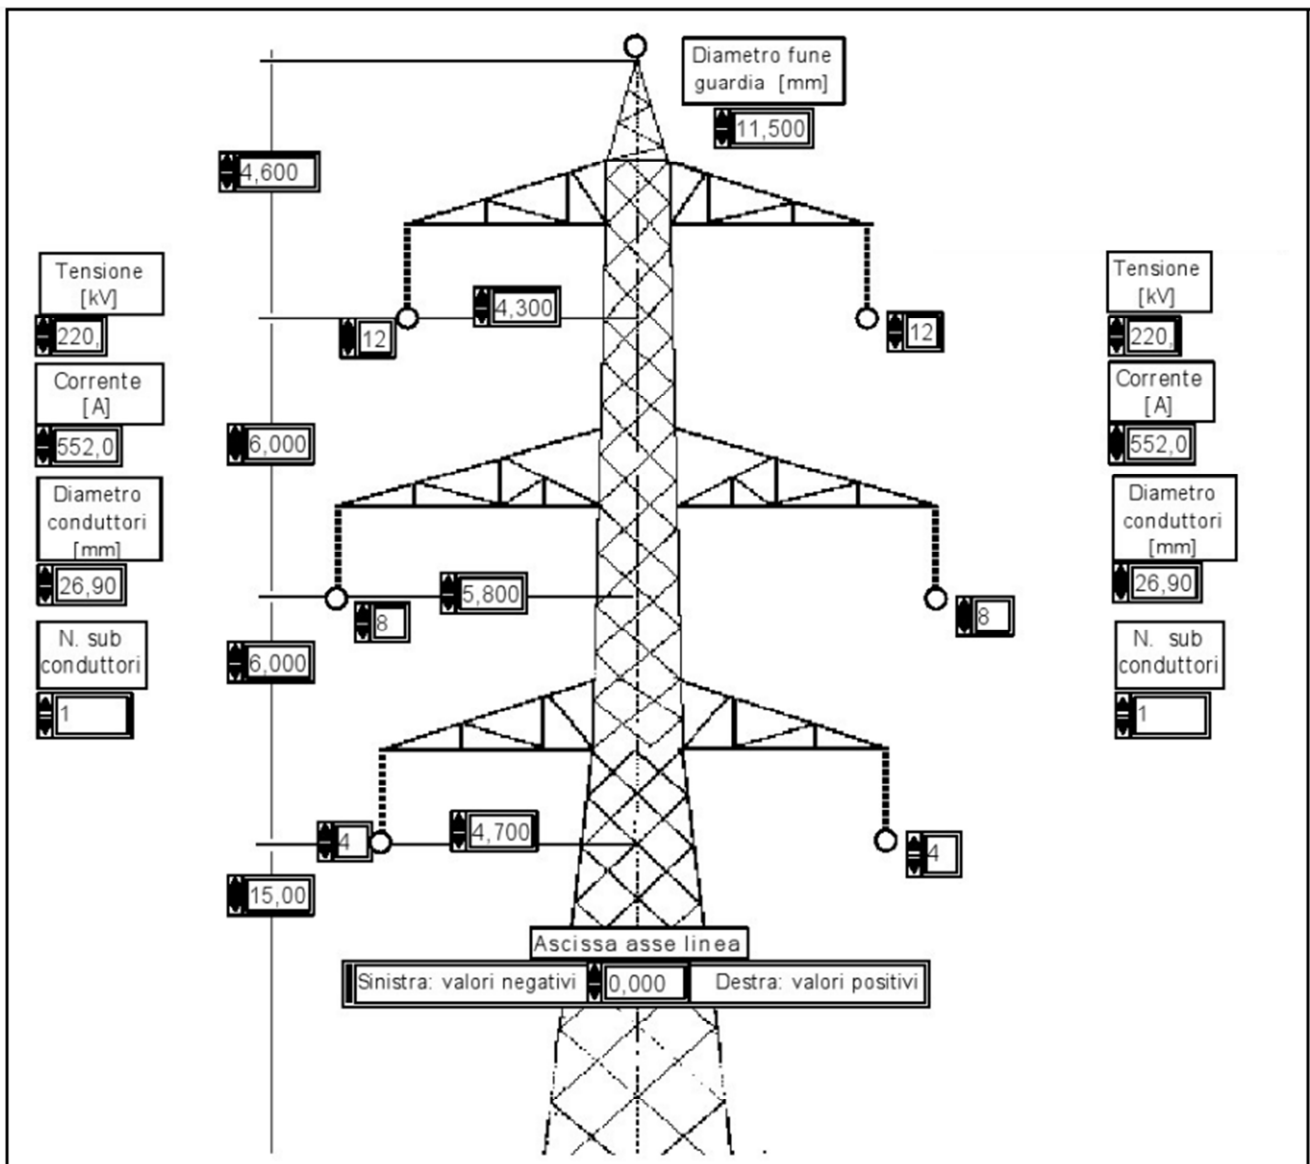 Diametro fune
guardia [mm]
11,500
4,600
Tensione
[kV]
220,
Corrente
[A]
552,0
Diametro
conduttori
[mm]
26,90
N. sub
conduttori
1
12
4,300
12
6,000
8
5,800
8
6,000
4
4,700
4
15,00
Tensione
[kV]
220,
Corrente
[A]
552,0
Diametro
conduttori
[mm]
26,90
N. sub
conduttori
1
Ascissa asse linea
Sinistra: valori negativi 0,000 Destra: valori positivi